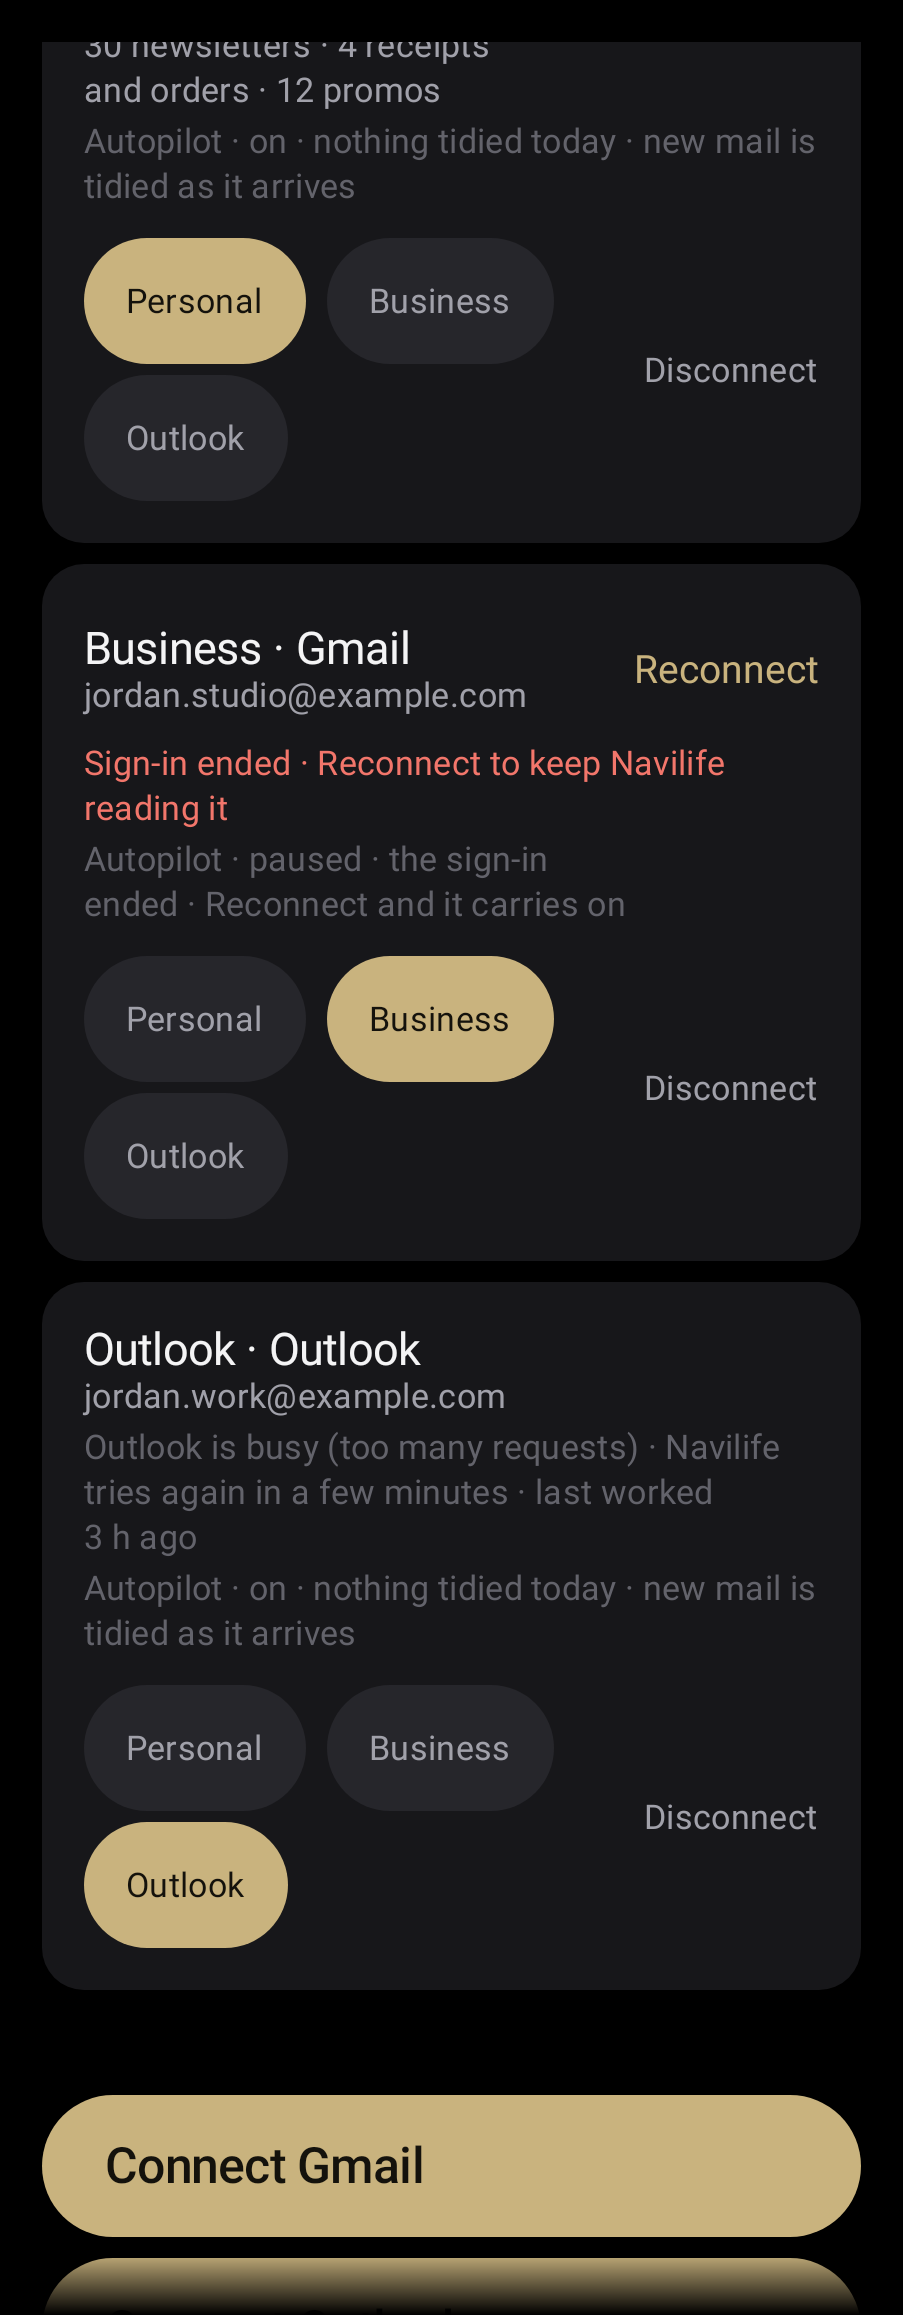 30 newsletters · 4 receipts
and orders · 12 promos
Autopilot · on · nothing tidied today · new mail is
tidied as it arrives
Personal
Business
Disconnect
Outlook
Business · Gmail
jordan.studio@example.com
Reconnect
Sign-in ended · Reconnect to keep Navilife
reading it
Autopilot · paused · the sign-in
ended · Reconnect and it carries on
Personal
Business
Disconnect
Outlook
Outlook · Outlook
jordan.work@example.com
Outlook is busy (too many requests) · Navilife
tries again in a few minutes · last worked
3 h ago
Autopilot · on · nothing tidied today · new mail is
tidied as it arrives
Personal
Business
Disconnect
Outlook
Connect Gmail